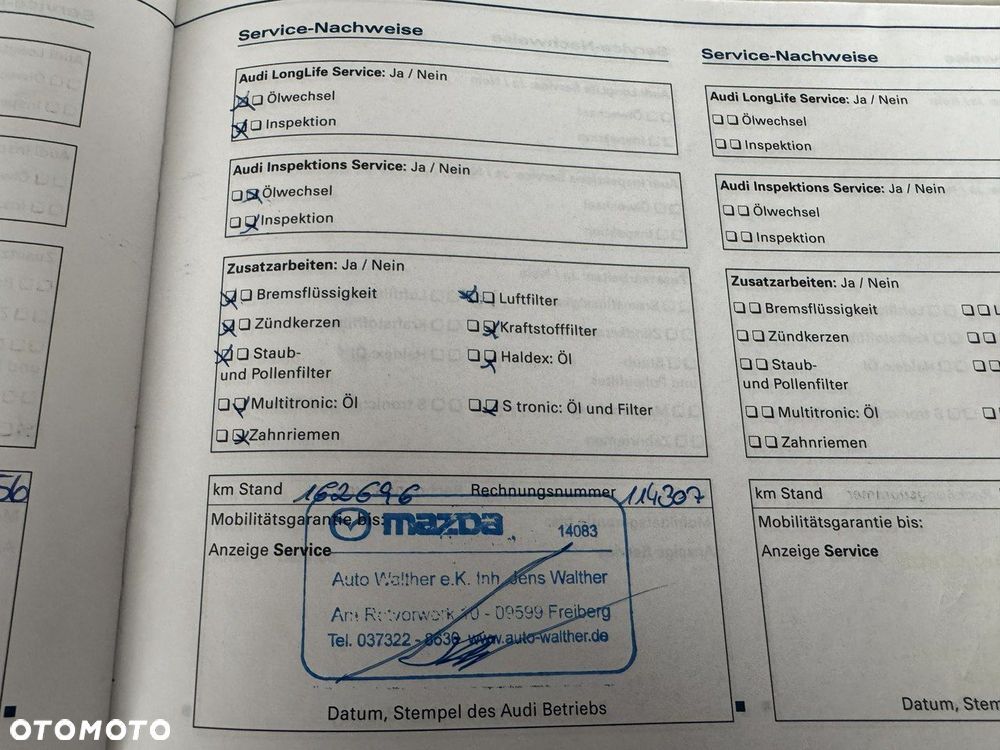 Service-Nachweise
Audi LongLife Service: Ja / Nein
Ölwechsel
Inspektion
Audi Inspektions Service: Ja / Nein
Ölwechsel
Inspektion
Zusatzarbeiten: Ja / Nein
Bremsflüssigkeit
Luftfilter
Zündkerzen
Kraftstofffilter
Staub-
und Pollenfilter
Haldex: Öl
Multitronic: Öl
S tronic: Öl und Filter
Zahnriemen
km Stand 162696 Rechnungsnummer 114307
Mobilitätsgarantie bis:
Anzeige Service
mazda 14083
Auto Walther e.K. Inh. Jens Walther
Am 10 - 09599 Freiberg
Tel. 037322 - www.auto-walther.de
Datum, Stempel des Audi Betriebs
Service-Nachweise
Audi LongLife Service: Ja / Nein
Ölwechsel
Inspektion
Audi Inspektions Service: Ja / Nein
Ölwechsel
Inspektion
Zusatzarbeiten: Ja / Nein
Bremsflüssigkeit
Zündkerzen
Staub-
und Pollenfilter
Multitronic: Öl
Zahnriemen
km Stand
Mobilitätsgarantie bis:
Anzeige Service
Datum,
OTOMOTO